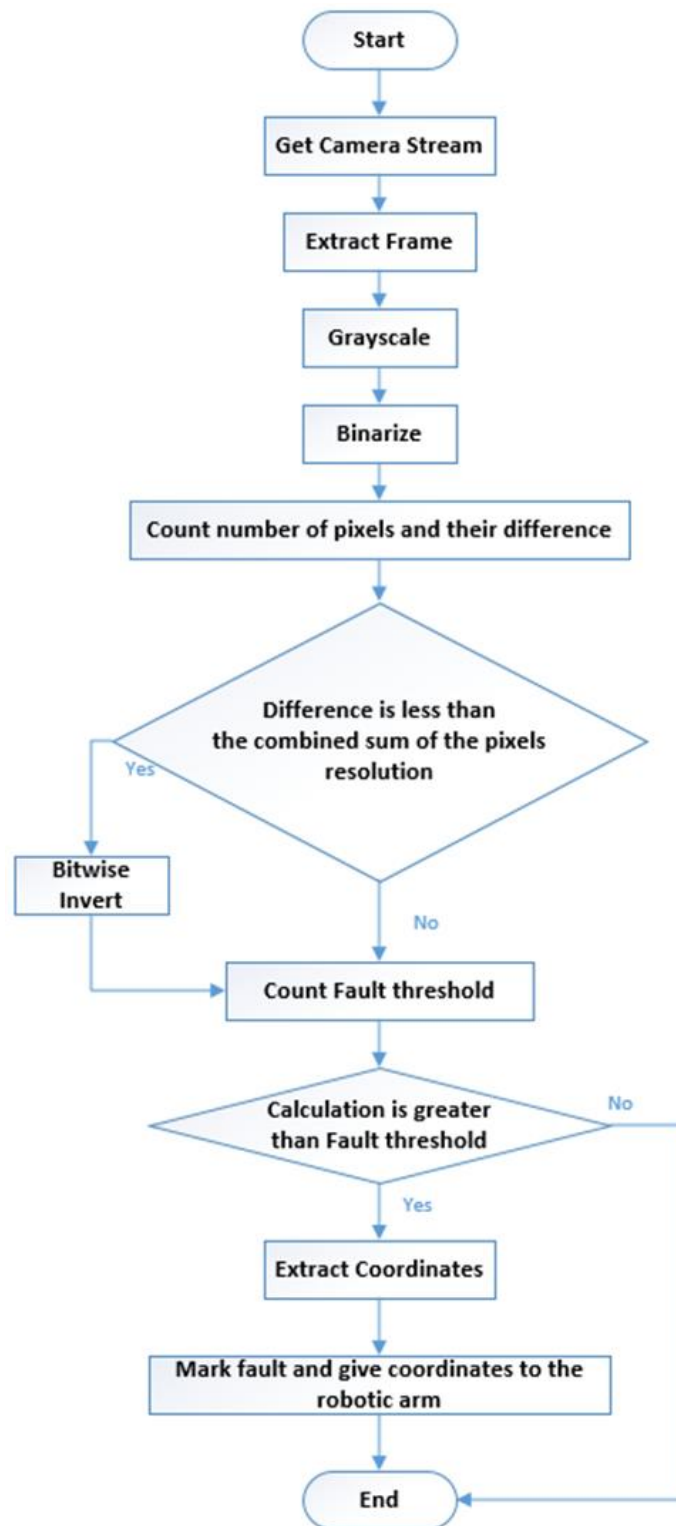 Start
Get Camera Stream
Extract Frame
Grayscale
Binarize
Count number of pixels and their difference
Difference is less than
the combined sum of the pixels
resolution
Yes
Bitwise
Invert
No
Count Fault threshold
Calculation is greater
than Fault threshold
No
Yes
Extract Coordinates
Mark fault and give coordinates to the
robotic arm
End